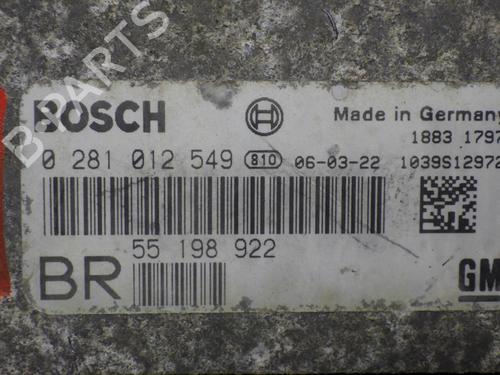 B-PARTS
BOSCH
Made in Germany
1883 1797
0 281 012 549 810 06-03-22 1039S12972
55 198 922
BR
GM